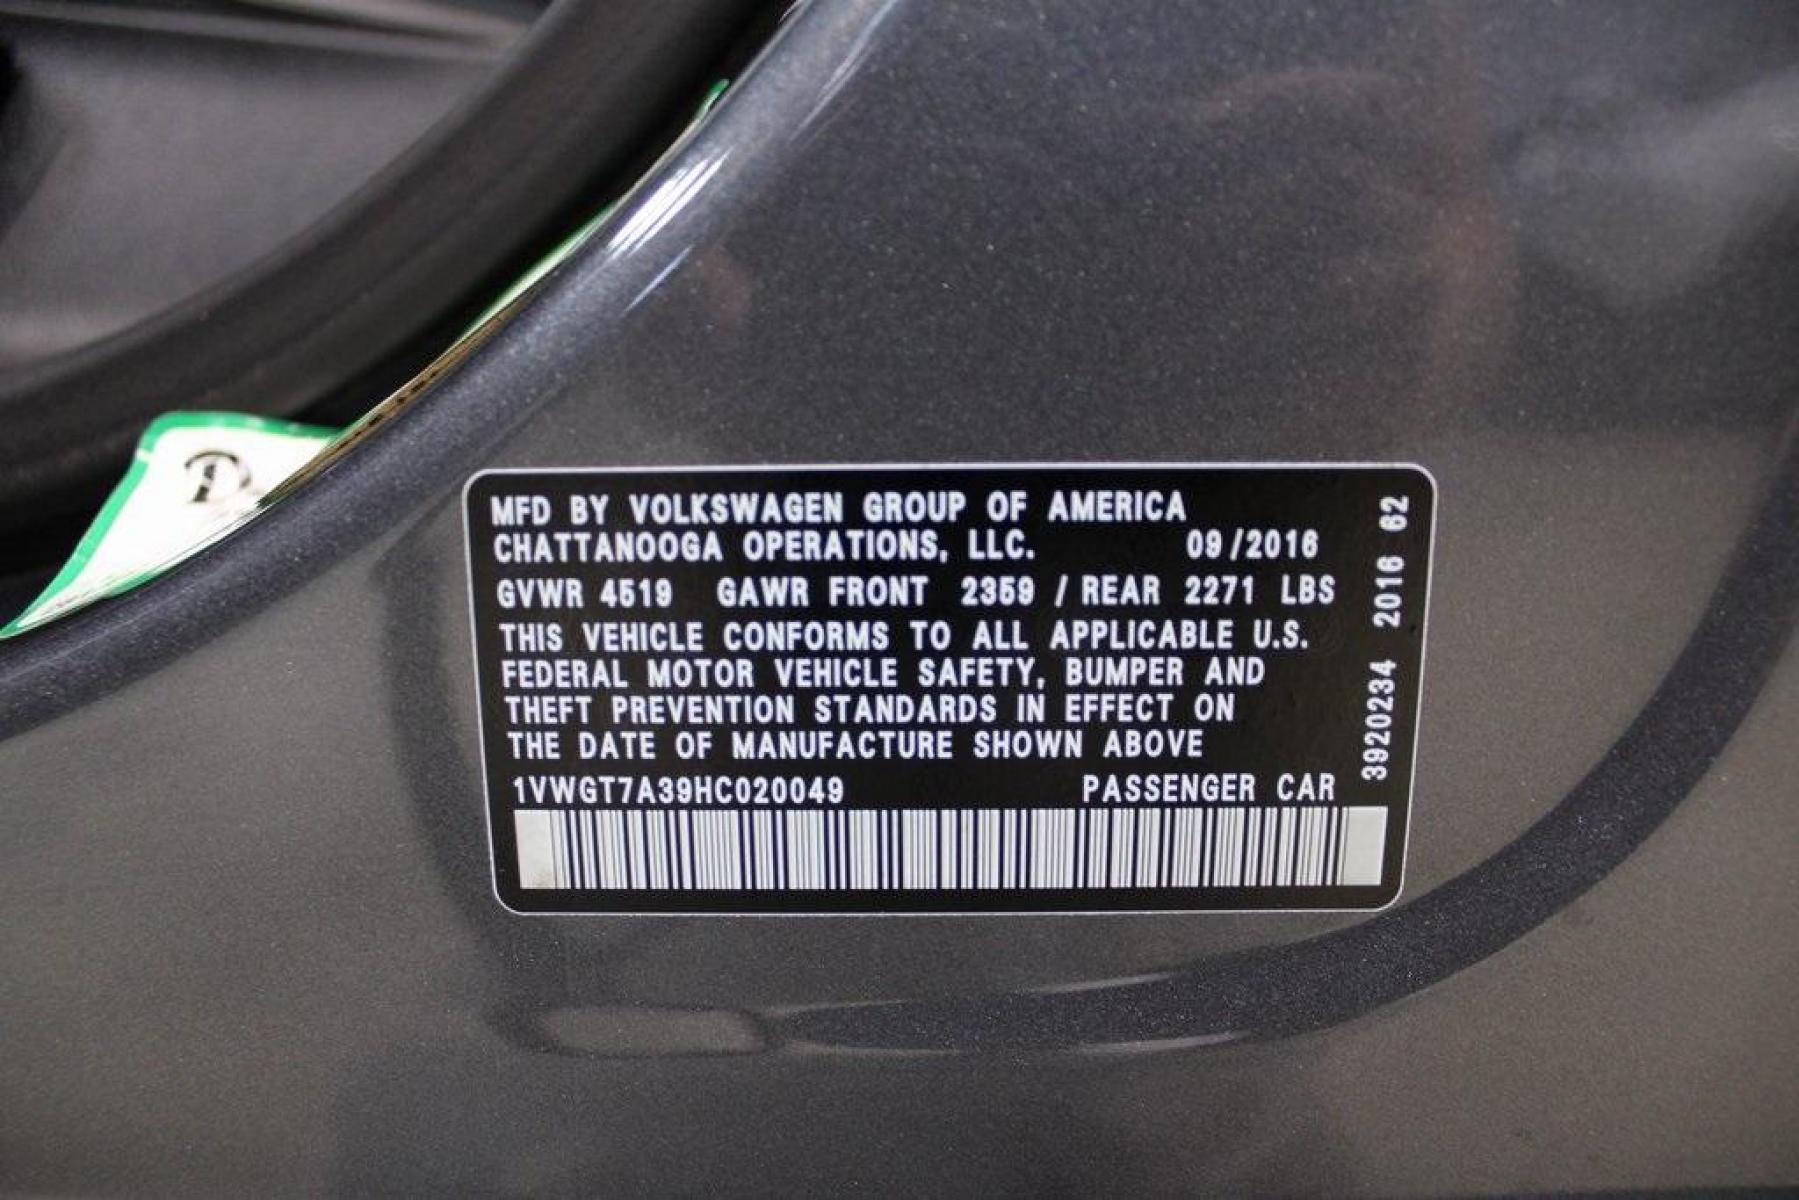 MFD BY VOLKSWAGEN GROUP OF AMERICA
CHATTANOOGA OPERATIONS, LLC. 09/2016
GVWR 4519 GAWR FRONT 2359 / REAR 2271 LBS
THIS VEHICLE CONFORMS TO ALL APPLICABLE U.S.
FEDERAL MOTOR VEHICLE SAFETY, BUMPER AND
THEFT PREVENTION STANDARDS IN EFFECT ON
THE DATE OF MANUFACTURE SHOWN ABOVE
1VWGT7A39HC020049 PASSENGER CAR
3920234 2016 62